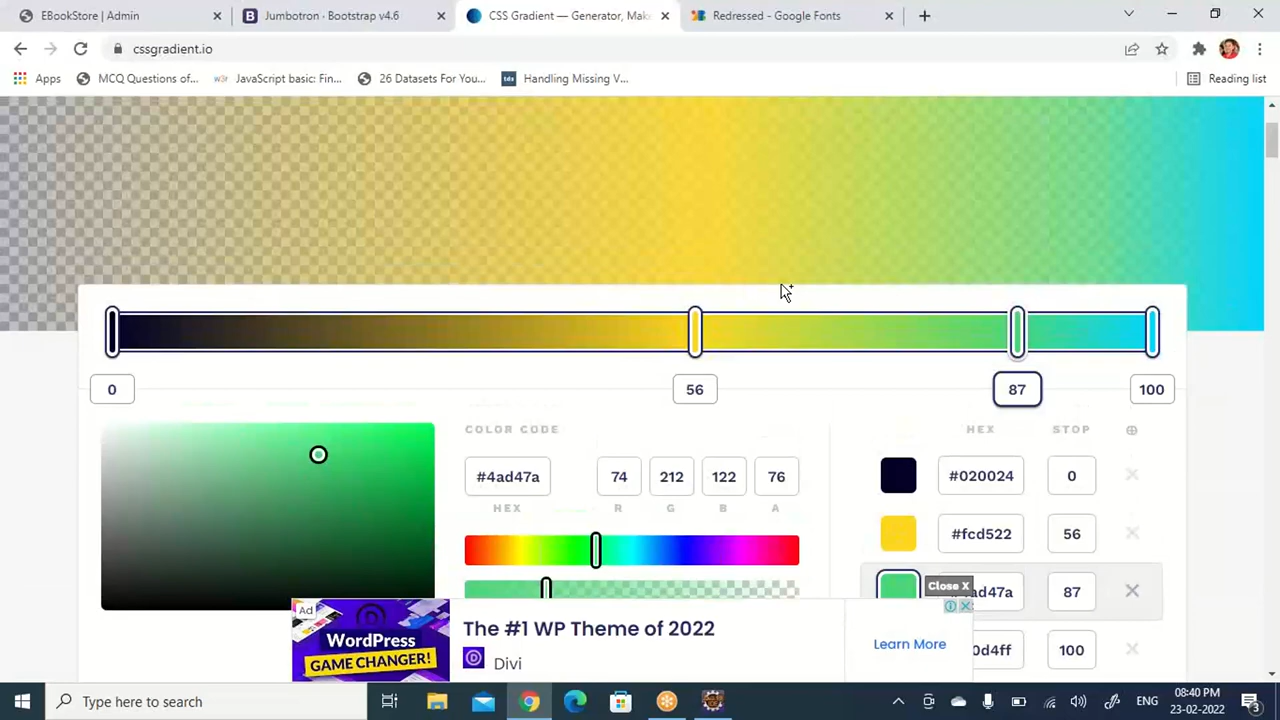 EBookStore | Admin
Jumbotron · Bootstrap v4.6
CSS Gradient — Generator, Make
Redressed - Google Fonts
cssgradient.io
Apps
MCQ Questions of...
JavaScript basic: Fin...
26 Datasets For You...
Handling Missing V...
Reading list
0
56
87
100
COLOR CODE
HEX
STOP
#4ad47a
74
212
122
76
HEX
R
G
B
A
#020024
0
#fcd522
56
87
100
Close X
Ad
WordPress
GAME CHANGER!
The #1 WP Theme of 2022
Divi
Learn More
Type here to search
ENG
08:40 PM
23-02-2022
3